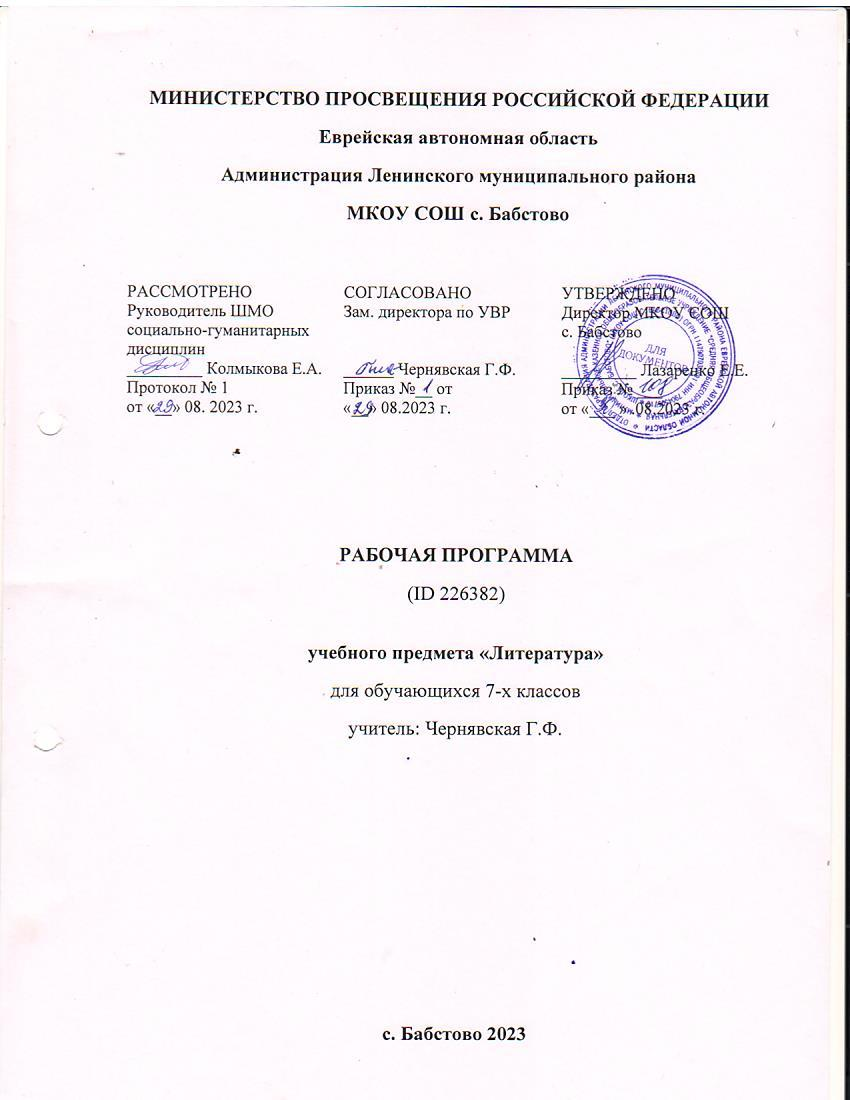 МИНИСТЕРСТВО ПРОСВЕЩЕНИЯ РОССИЙСКОЙ ФЕДЕРАЦИИ
Еврейская автономная область
Администрация Ленинского муниципального района
МКОУ СОШ с. Бабстово
РАССМОТРЕНО
Руководитель ШМО
социально-гуманитарных
дисциплин
Колмыкова Е.А.
Протокол № 1
от «29» 08. 2023 г.
СОГЛАСОВАНО
Зам. директора по УВР
Чернявская Г.Ф.
Приказ № 1 от
«29» 08.2023 г.
УТВЕРЖДЕНО
Директор МКОУ СОШ
с. Бабстово
Лазаренко Е.Е.
Приказ № 108
от « » 08.2023 г.
ДЛЯ
ДОКУМЕНТОВ
РАБОЧАЯ ПРОГРАММА
(ID 226382)
учебного предмета «Литература»
для обучающихся 7-х классов
учитель: Чернявская Г.Ф.
с. Бабстово 2023